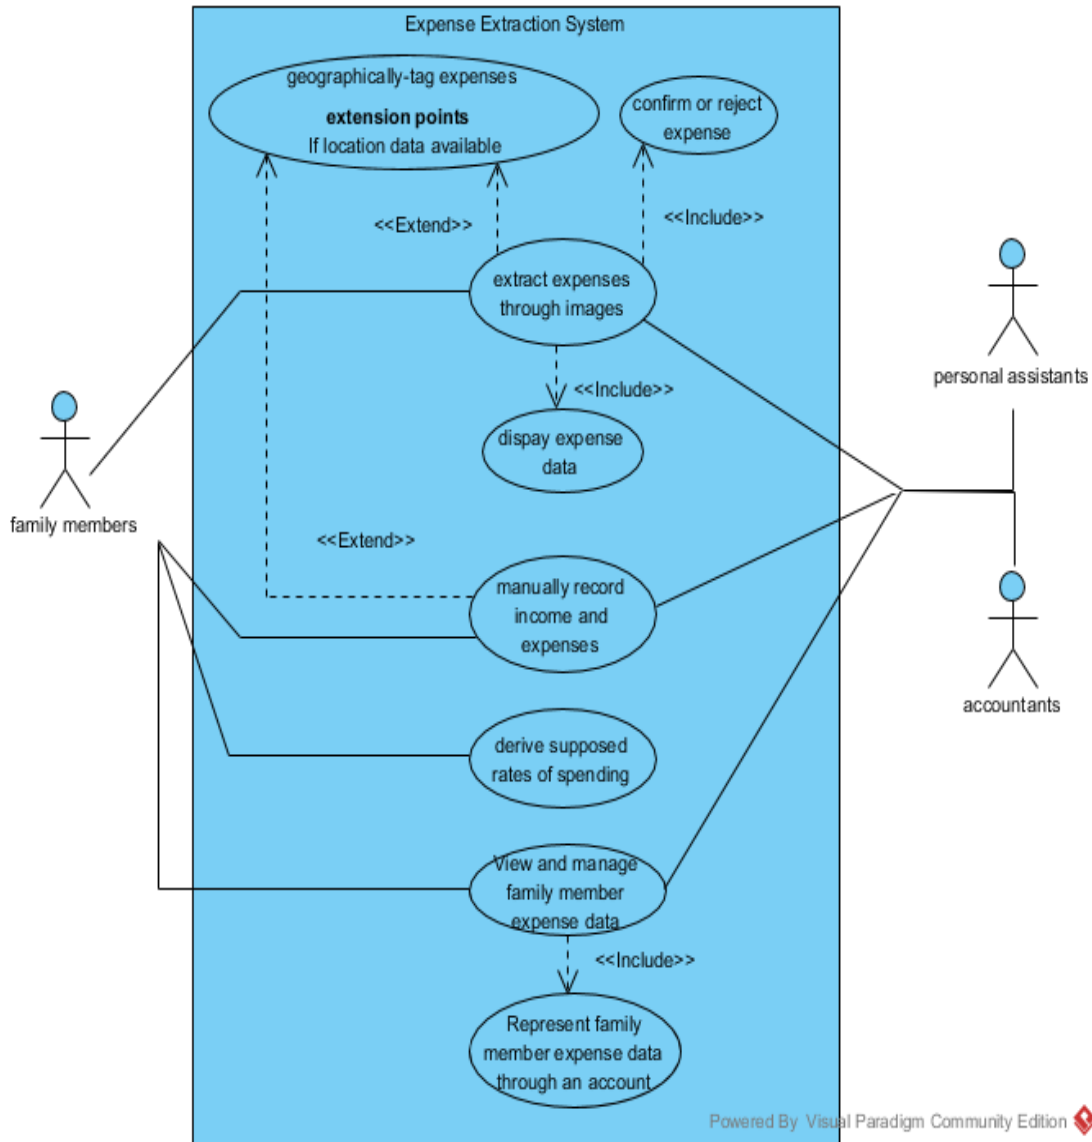 Expense Extraction System
geographically-tag expenses
extension points
If location data available
confirm or reject
expense
<<Extend>>
<<Include>>
extract expenses
through images
personal assistants
<<Include>>
dispay expense
data
family members
<<Extend>>
manually record
income and
expenses
accountants
derive supposed
rates of spending
View and manage
family member
expense data
<<Include>>
Represent family
member expense data
through an account
Powered By Visual Paradigm Community Edition